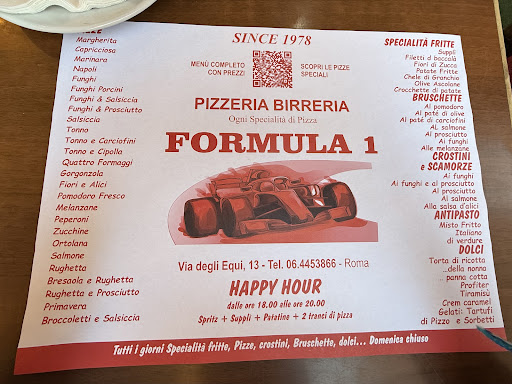 SINCE 1978
MENÙ COMPLETO
CON PREZZI
SCOPRI LE PIZZE
SPECIALI
PIZZERIA BIRRERIA
Ogni Specialità di Pizza
FORMULA 1
Via degli Equi, 13 - Tel. 06.4453866 - Roma
HAPPY HOUR
dalle ore 18.00 alle ore 20.00
Spritz + Suppli + Patatine + 2 tranci di pizza
Margherita
Capricciosa
Marinara
Napoli
Funghi
Funghi Porcini
Funghi & Salsiccia
Funghi & Prosciutto
Salsiccia
Tonno
Tonno e Carciofini
Tonno e Cipolla
Quattro Formaggi
Gorgonzola
Fiori e Alici
Pomodoro Fresco
Melanzane
Peperoni
Zucchine
Ortolana
Salmone
Rughetta
Bresaola e Rughetta
Rughetta e Prosciutto
Primavera
Broccoletti e Salsiccia
SPECIALITÀ FRITTE
Supplì
Filetti d baccalà
Fiori di Zucca
Patate Fritte
Chele di Granchio
Olive Ascolane
Crocchette di patate
BRUSCHETTE
Al pomodoro
Al patè di olive
Al patè di carciofini
AL salmone
Al prosciutto
Ai funghi
Alle melanzane
CROSTINI
e SCAMORZE
Ai funghi
Ai funghi e al prosciutto
Al prosciutto
Al salmone
Alla salsa d'alici
ANTIPASTO
Misto Fritto
Italiano
di verdure
DOLCI
Torta di ricotta
...della nonna
panna cotta
Profiter
Tiramisù
Crem caramel
Gelati: Tartufi
di Pizzo e Sorbetti
Tutti i giorni Specialità fritte, Pizze, crostini, Bruschette, dolci... Domenica chiuso